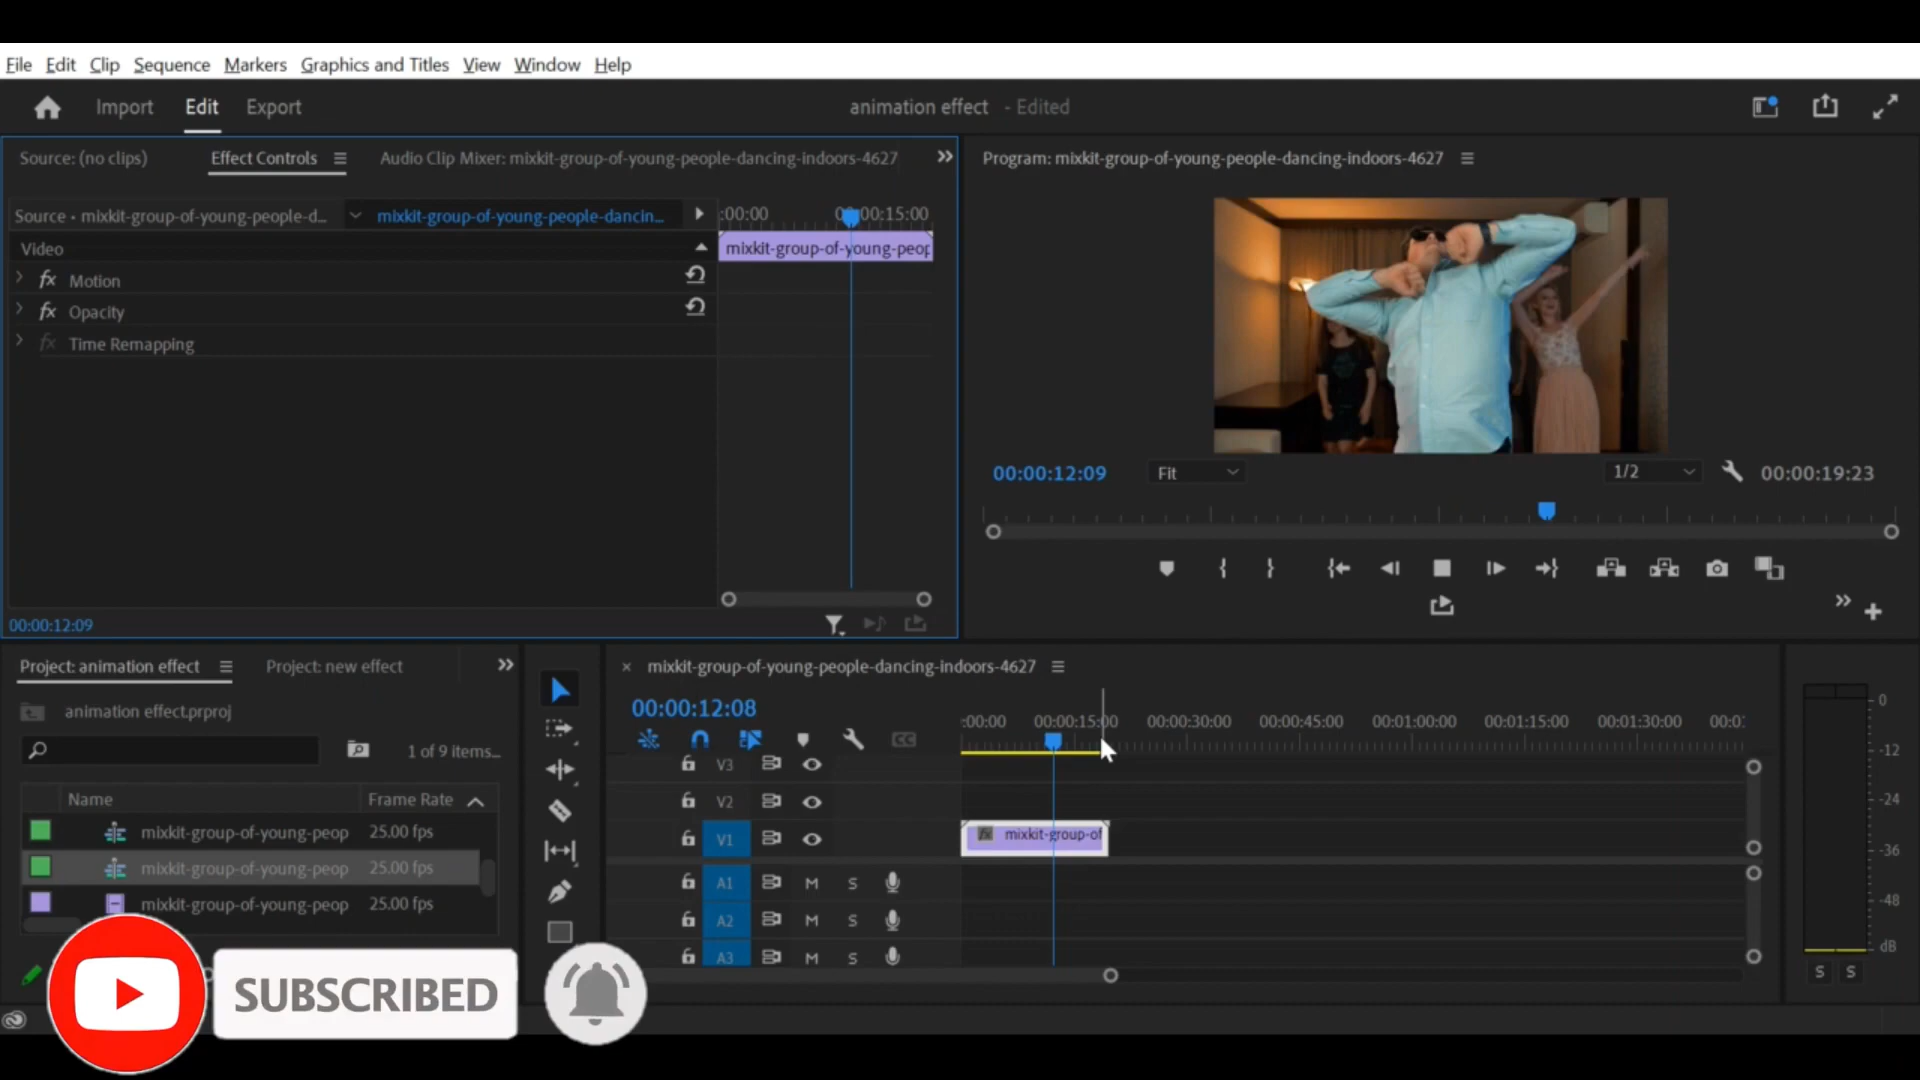 File Edit Clip Sequence Markers Graphics and Titles View Window Help
Import Edit Export
animation effect - Edited
Source: (no clips) Effect Controls Audio Clip Mixer: mixkit-group-of-young-people-dancing-indoors-4627
Program: mixkit-group-of-young-people-dancing-indoors-4627
Source • mixkit-group-of-young-people-d... mixkit-group-of-young-people-dancin...
:00:00 00:00:15:00
Video
mixkit-group-of-young-peop
fx Motion
fx Opacity
fx Time Remapping
00:00:12:09 Fit 1/2 00:00:19:23
00:00:12:09
Project: animation effect Project: new effect
mixkit-group-of-young-people-dancing-indoors-4627
animation effect.prproj
1 of 9 items...
Name Frame Rate
mixkit-group-of-young-peop 25.00 fps
mixkit-group-of-young-peop 25.00 fps
mixkit-group-of-young-peop 25.00 fps
00:00:12:08
:00:00 00:00:15:00 00:00:30:00 00:00:45:00 00:01:00:00 00:01:15:00 00:01:30:00 00:0
V3
V2
V1
fx mixkit-group-of
A1 M S
A2 M S
A3 M S
0
-12
-24
-36
-48
dB
S S
SUBSCRIBED